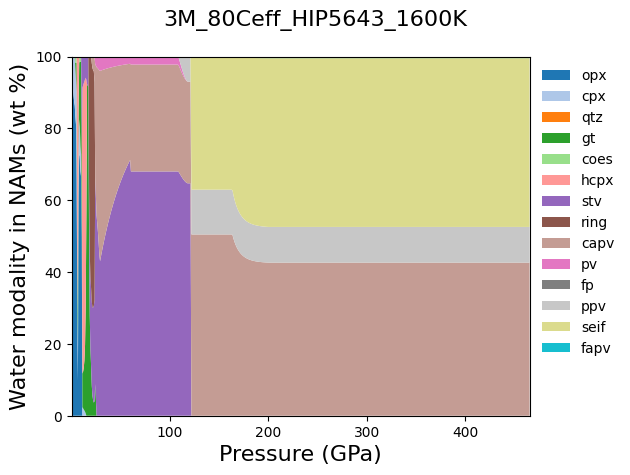 3M_80Ceff_HIP5643_1600K
Water modality in NAMs (wt %)
100
80
60
40
20
0
100
200
300
400
Pressure (GPa)
opx
cpx
qtz
gt
coes
hcpx
stv
ring
capv
pv
fp
ppv
seif
fapv